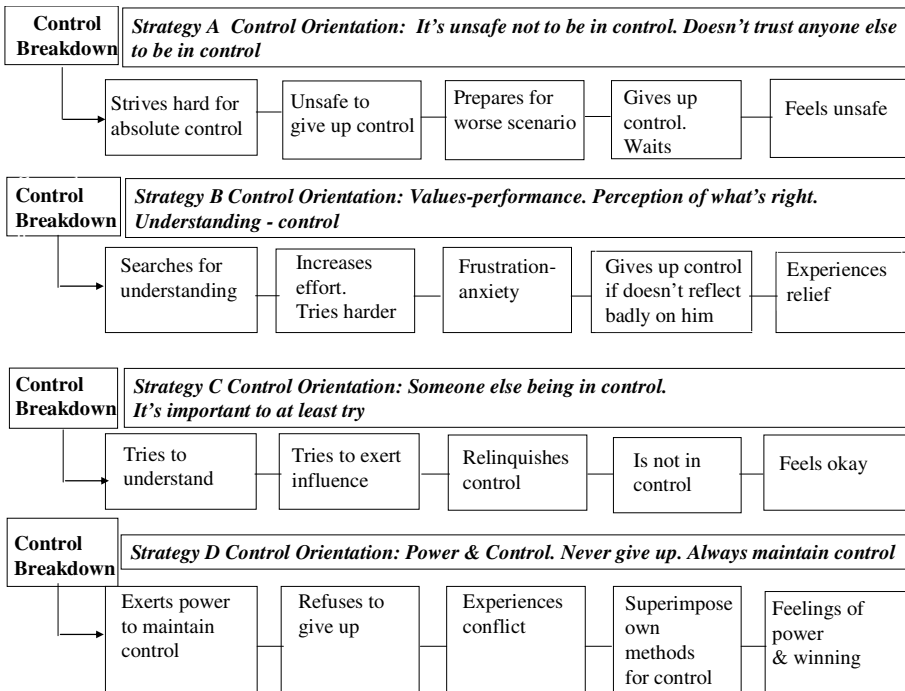 Control
Breakdown
Strategy A Control Orientation: It's unsafe not to be in control. Doesn't trust anyone else
to be in control
Strives hard for
absolute control
Unsafe to
give up control
Prepares for
worse scenario
Gives up
control.
Waits
Feels unsafe
Control
Breakdown
Strategy B Control Orientation: Values-performance. Perception of what's right.
Understanding - control
Searches for
understanding
Increases
effort.
Tries harder
Frustration-
anxiety
Gives up control
if doesn't reflect
badly on him
Experiences
relief
Control
Breakdown
Strategy C Control Orientation: Someone else being in control.
It's important to at least try
Tries to
understand
Tries to exert
influence
Relinquishes
control
Is not in
control
Feels okay
Control
Breakdown
Strategy D Control Orientation: Power & Control. Never give up. Always maintain control
Exerts power
to maintain
control
Refuses to
give up
Experiences
conflict
Superimpose
own
methods
for control
Feelings of
power
& winning